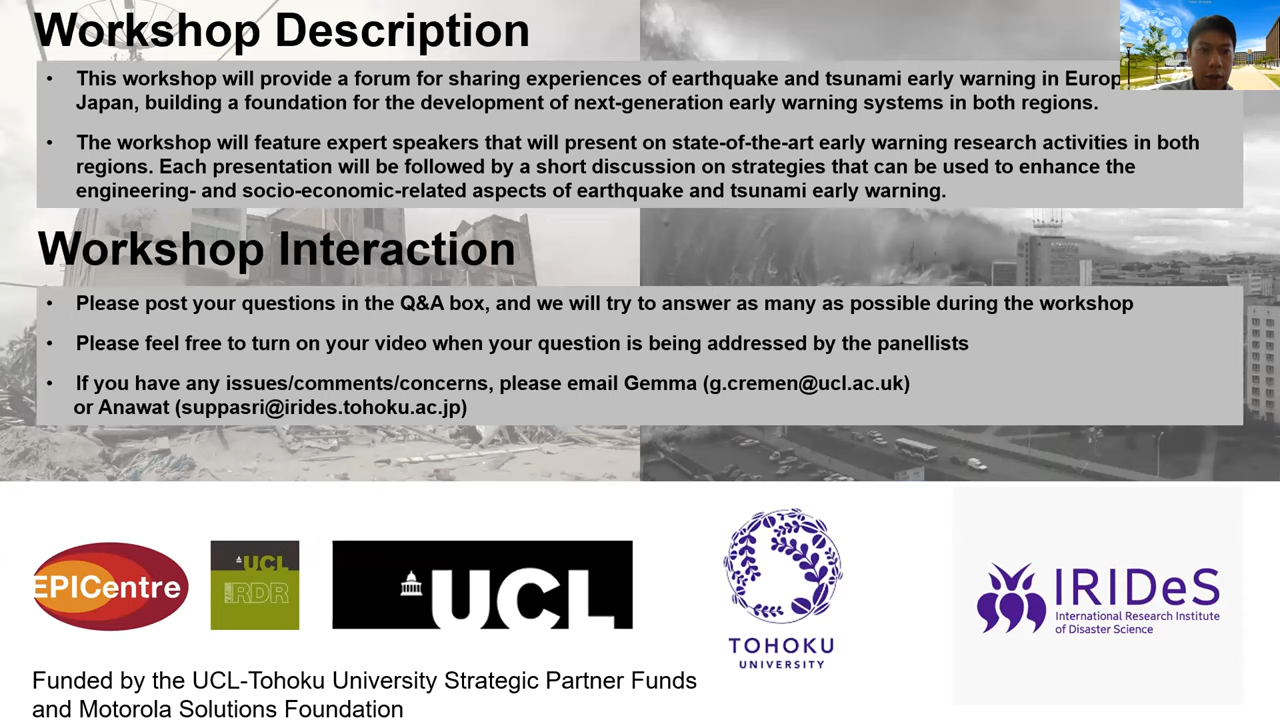 Workshop Description
• This workshop will provide a forum for sharing experiences of earthquake and tsunami early warning in
Japan, building a foundation for the development of next-generation early warning systems in both regions.
• The workshop will feature expert speakers that will present on state-of-the-art early warning research activities in both
regions. Each presentation will be followed by a short discussion on strategies that can be used to enhance the
engineering- and socio-economic-related aspects of earthquake and tsunami early warning.
Workshop Interaction
• Please post your questions in the Q&A box, and we will try to answer as many as possible during the workshop
• Please feel free to turn on your video when your question is being addressed by the panellists
• If you have any issues/comments/concerns, please email Gemma (g.cremen@ucl.ac.uk)
or Anawat (suppasri@irides.tohoku.ac.jp)
EPICentre
UCL
IRDR
UCL
TOHOKU
UNIVERSITY
IRIDeS
International Research Institute
of Disaster Science
Funded by the UCL-Tohoku University Strategic Partner Funds
and Motorola Solutions Foundation